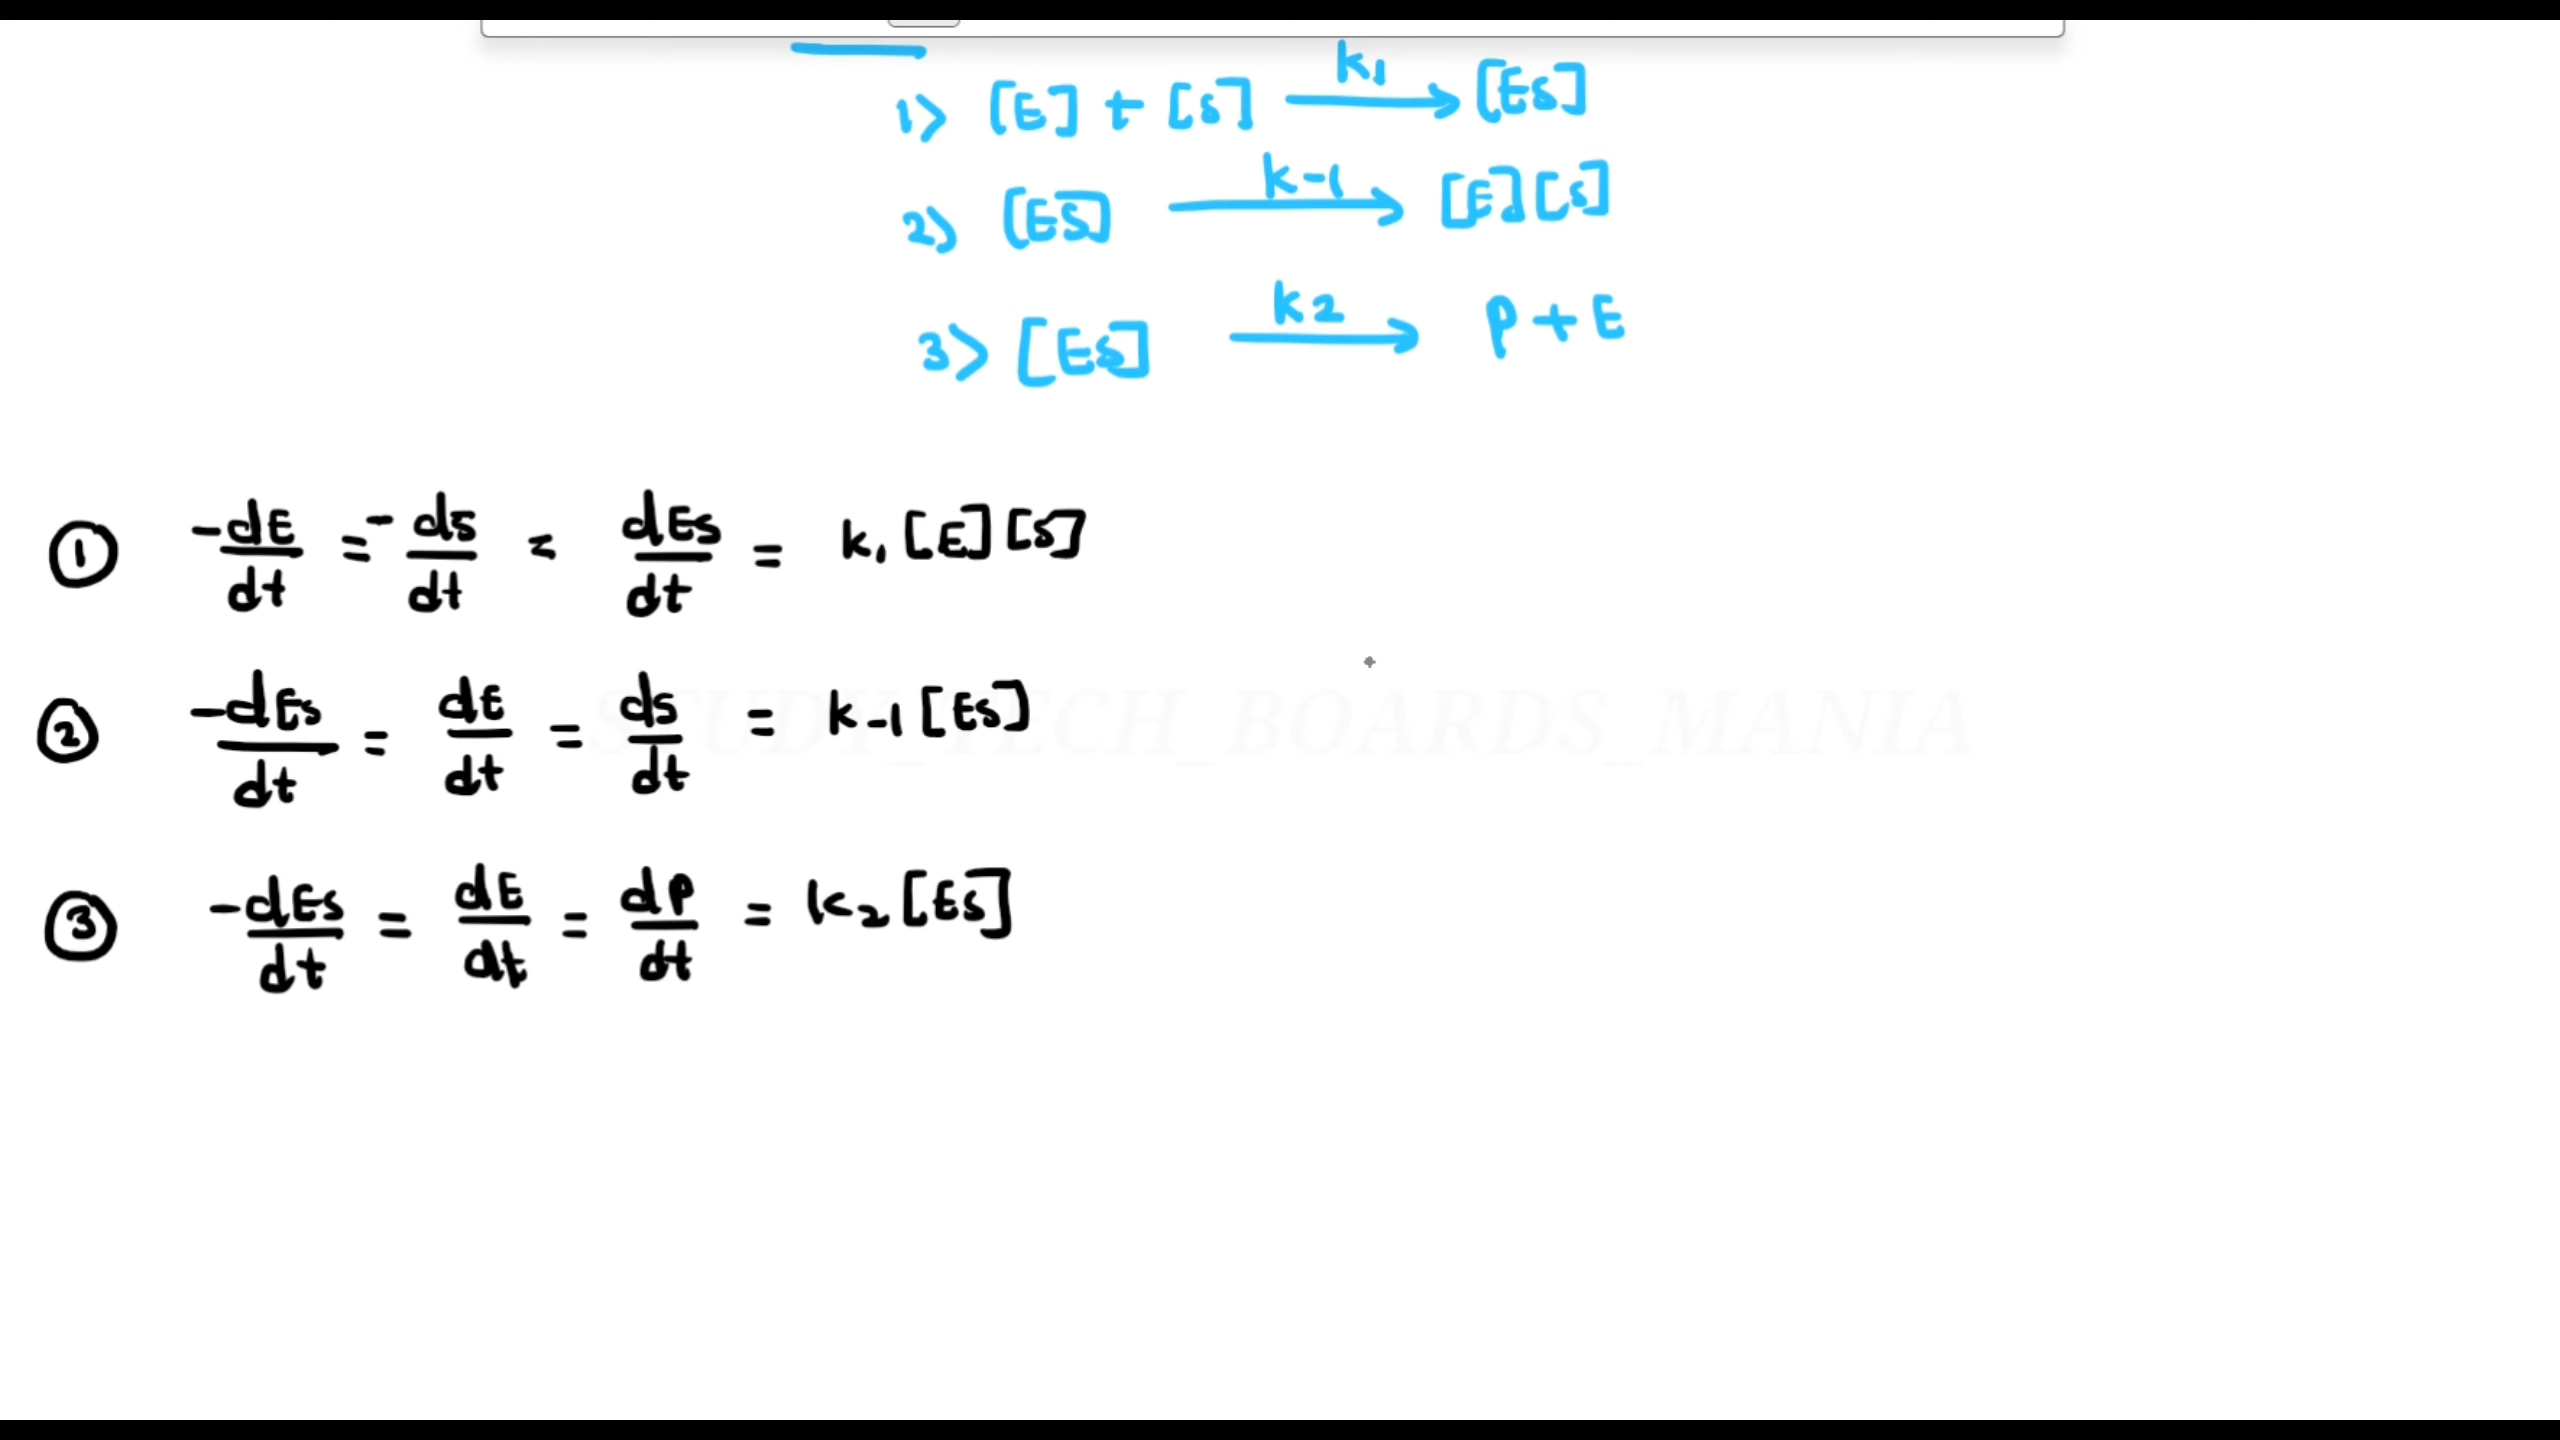 1> [E] + [S] —k1→ [ES]
2) [ES] —k-1→ [E][S]
3> [ES] —k2→ P + E
① -dE/dt = -ds/dt = dEs/dt = k1[E][S]
② -dEs/dt = dE/dt = ds/dt = k-1[Es]
STUDY_TECH_BOARDS_MANIA
③ -dEs/dt = dE/dt = dP/dt = k2[ES]